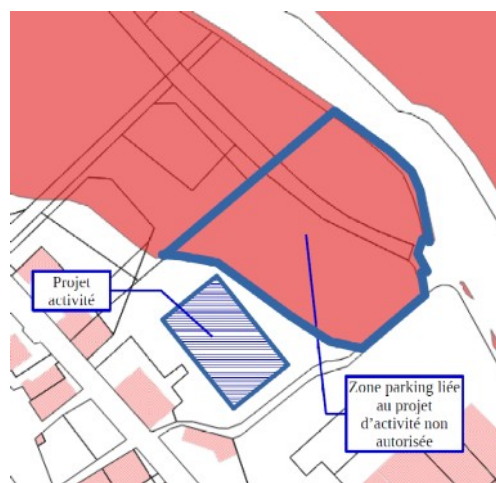 Projet
activité
Zone parking liée
au projet
d'activité non
autorisée